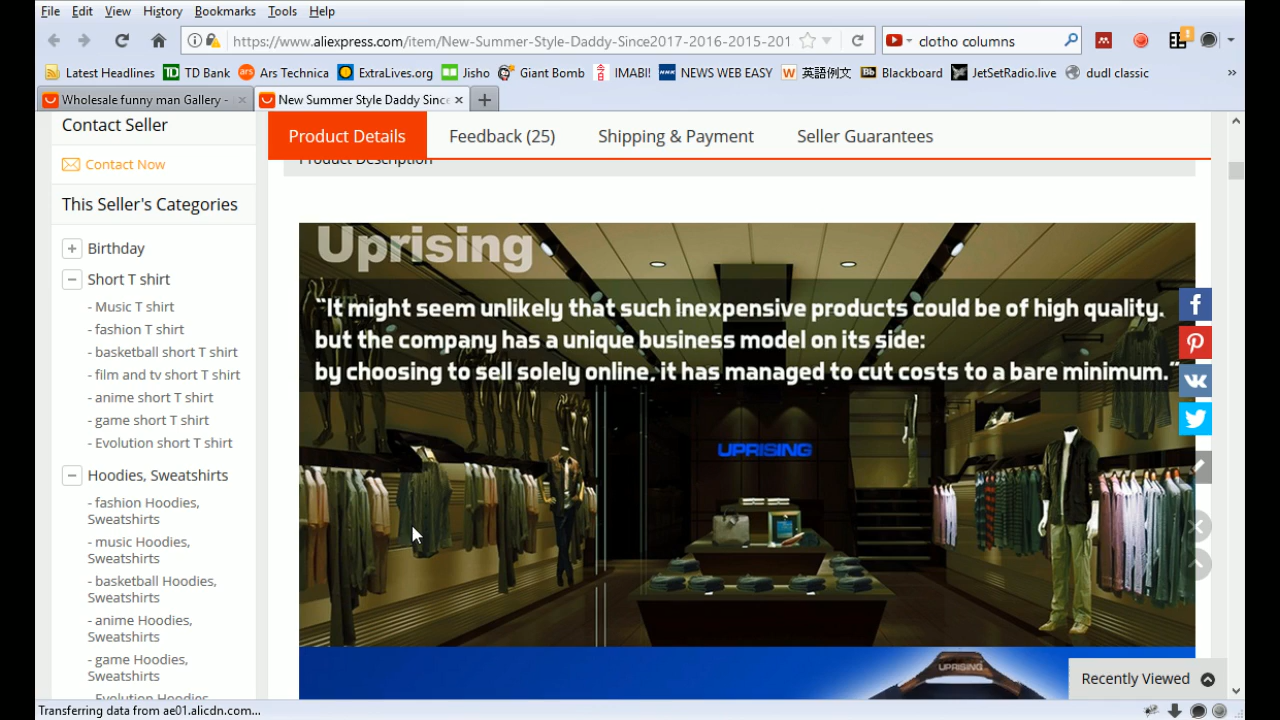 File Edit View History Bookmarks Tools Help
https://www.aliexpress.com/item/New-Summer-Style-Daddy-Since2017-2016-2015-201
clotho columns
Latest Headlines TD Bank Ars Technica ExtraLives.org Jisho Giant Bomb IMABI! NEWS WEB EASY 英語例文 Blackboard JetSetRadio.live dudl classic
Wholesale funny man Gallery - New Summer Style Daddy Since
Contact Seller
Contact Now
This Seller's Categories
+ Birthday
− Short T shirt
- Music T shirt
- fashion T shirt
- basketball short T shirt
- film and tv short T shirt
- anime short T shirt
- game short T shirt
- Evolution short T shirt
− Hoodies, Sweatshirts
- fashion Hoodies,
Sweatshirts
- music Hoodies,
Sweatshirts
- basketball Hoodies,
Sweatshirts
- anime Hoodies,
Sweatshirts
- game Hoodies,
Sweatshirts
- Evolution Hoodies
Product Details Feedback (25) Shipping & Payment Seller Guarantees
Product Description
Uprising
"It might seem unlikely that such inexpensive products could be of high quality.
but the company has a unique business model on its side:
by choosing to sell solely online, it has managed to cut costs to a bare minimum."
UPRISING
UPRISING
Recently Viewed
Transferring data from ae01.alicdn.com...